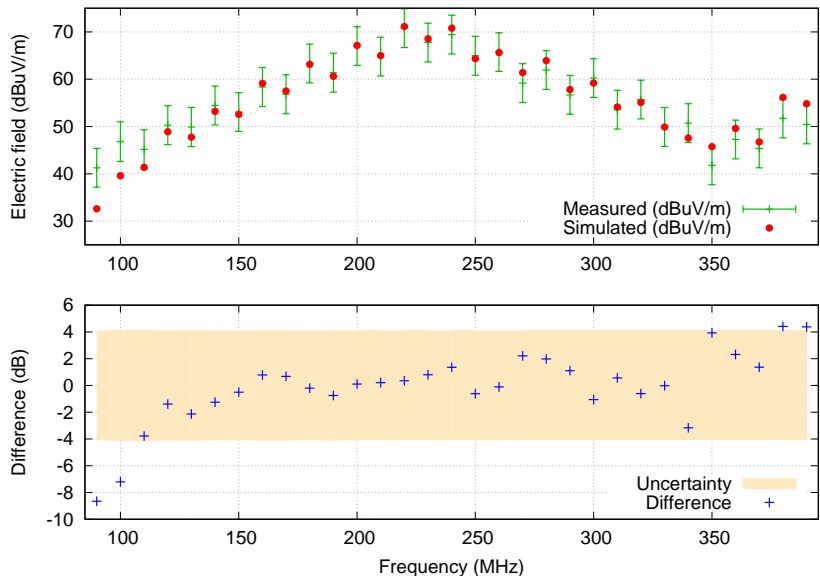 70
60
50
40
30
Electric field (dBuV/m)
Measured (dBuV/m)
Simulated (dBuV/m)
100 150 200 250 300 350
6
4
2
0
-2
-4
-6
-8
-10
Difference (dB)
Uncertainty
Difference
100 150 200 250 300 350
Frequency (MHz)